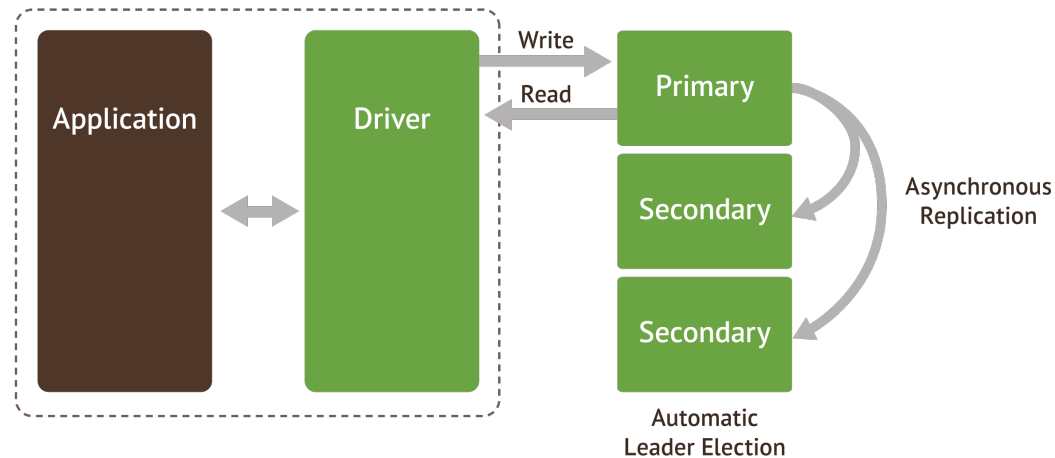 Application
Driver
Write
Read
Primary
Secondary
Secondary
Asynchronous
Replication
Automatic
Leader Election